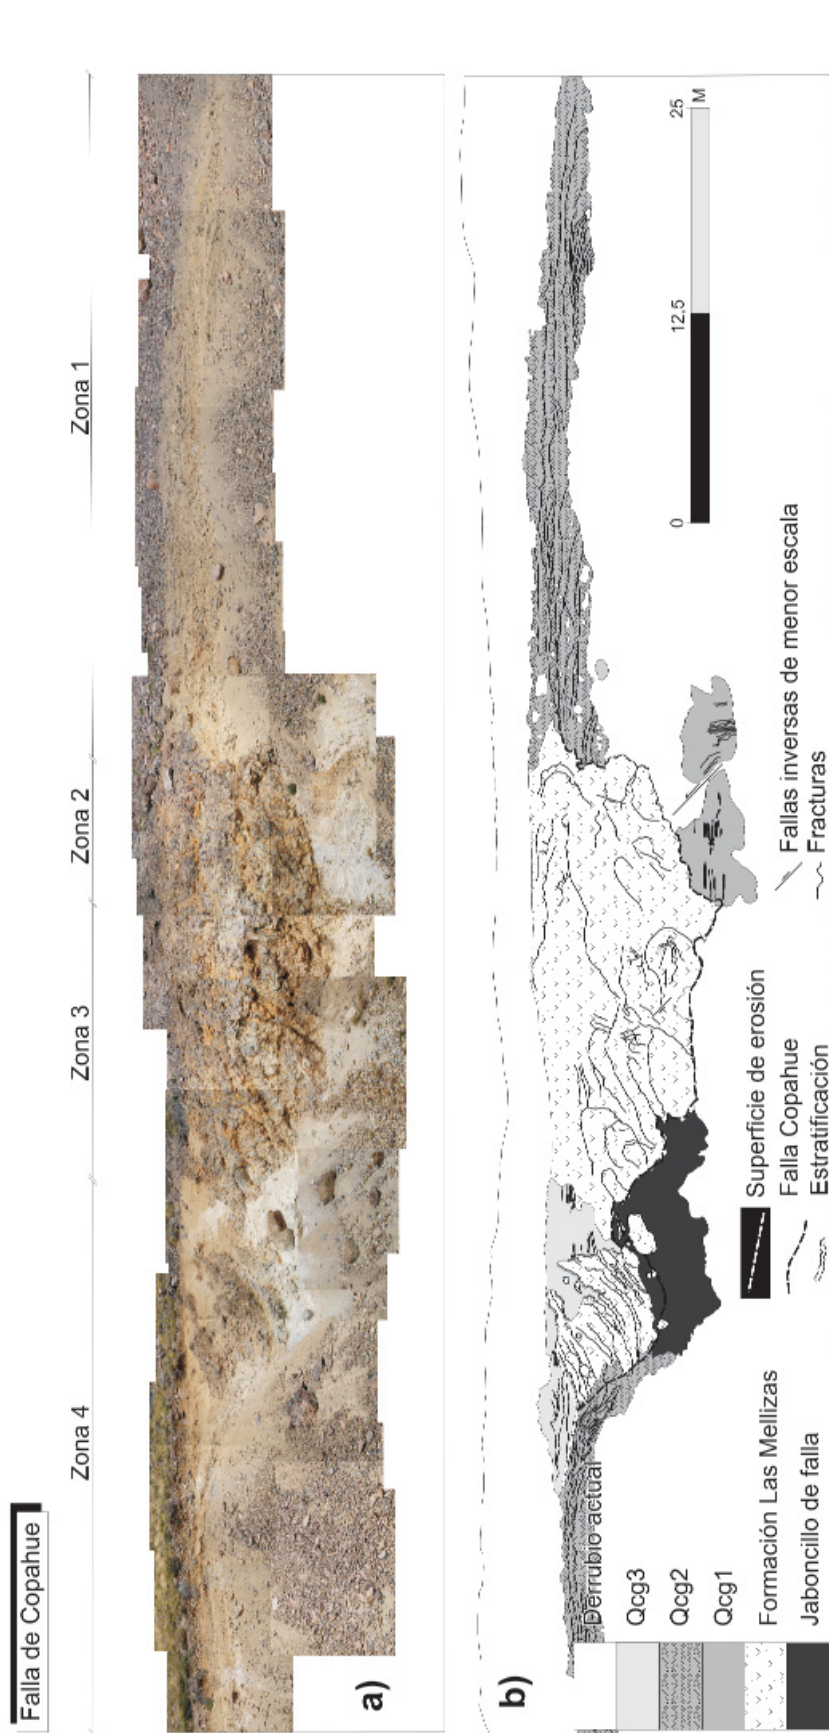 Falla de Copahue
Zona 4
Zona 3
Zona 2
Zona 1
a)
b)
0
12,5
25
M
Derrubio actual
Qcg3
Qcg2
Qcg1
Formación Las Mellizas
Jaboncillo de falla
Superficie de erosión
Falla Copahue
Estratificación
Fallas inversas de menor escala
Fracturas